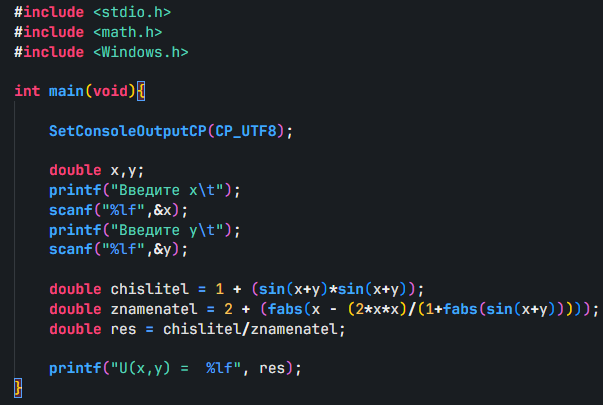 #include <stdio.h>
#include <math.h>
#include <Windows.h>
int main(void){
SetConsoleOutputCP(CP_UTF8);
double x,y;
printf("Введите x\t");
scanf("%lf",&x);
printf("Введите y\t");
scanf("%lf",&y);
double chislitel = 1 + (sin(x+y)*sin(x+y));
double znamenatel = 2 + (fabs(x - (2*x*x)/(1+fabs(sin(x+y)))));
double res = chislitel/znamenatel;
printf("U(x,y) =  %lf", res);
}